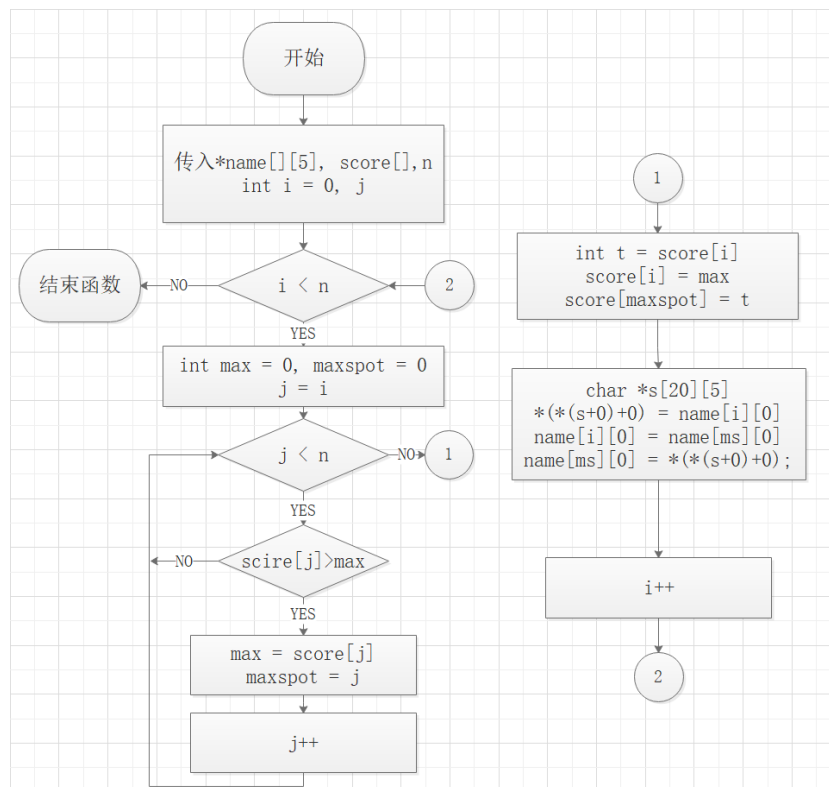 开始
传入*name[][5], score[],n
int i = 0, j
结束函数
NO
i < n
2
YES
int max = 0, maxspot = 0
j = i
j < n
NO
1
YES
NO
scire[j]>max
YES
max = score[j]
maxspot = j
j++
1
int t = score[i]
score[i] = max
score[maxspot] = t
char *s[20][5]
*(*(s+0)+0) = name[i][0]
name[i][0] = name[ms][0]
name[ms][0] = *(*(s+0)+0);
i++
2